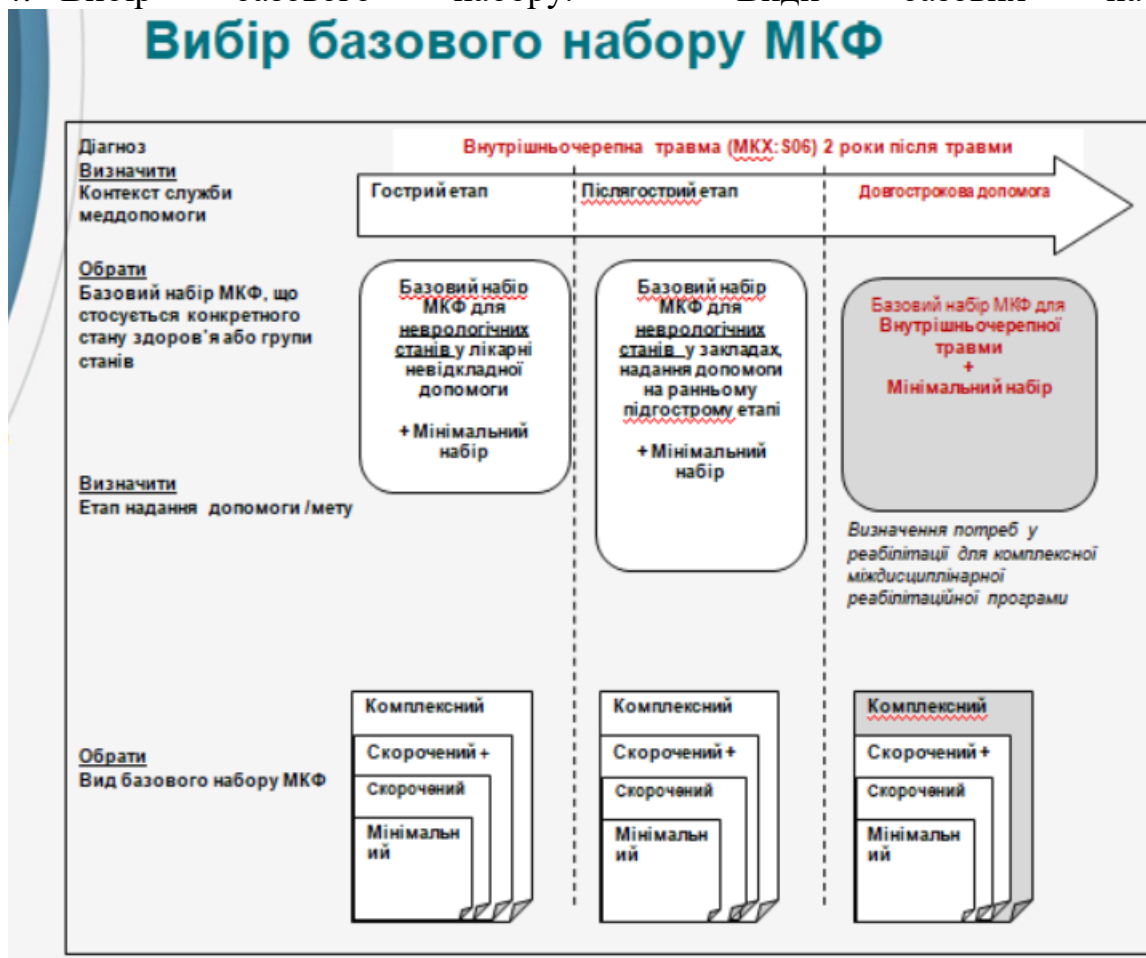 Вибір базового набору МКФ
Діагноз
Визначити
Контекст служби
меддопомоги
Внутрішньочерепна травма (МКХ: S06) 2 роки після травми
Гострий етап
Післягострий етап
Довгострокова допомога
Обрати
Базовий набір МКФ, що
стосується конкретного
стану здоров'я або групи
станів
Базовий набір
МКФ для
неврологічних
станів у лікарні
невідкладної
допомоги
+ Мінімальний
набір
Базовий набір
МКФ для
неврологічних
станів у закладах,
надання допомоги
на ранньому
підгострому етапі
+ Мінімальний
набір
Базовий набір МКФ для
Внутрішньочерепної
травми
+
Мінімальний набір
Визначити
Етап надання допомоги /мету
Визначення потреб у
реабілітації для комплексної
міждисциплінарної
реабілітаційної програми
Обрати
Вид базового набору МКФ
Комплексний
Скорочений +
Скорочений
Мінімальн
ий
Комплексний
Скорочений +
Скорочений
Мінімальн
ий
Комплексний
Скорочений +
Скорочений
Мінімальн
ий